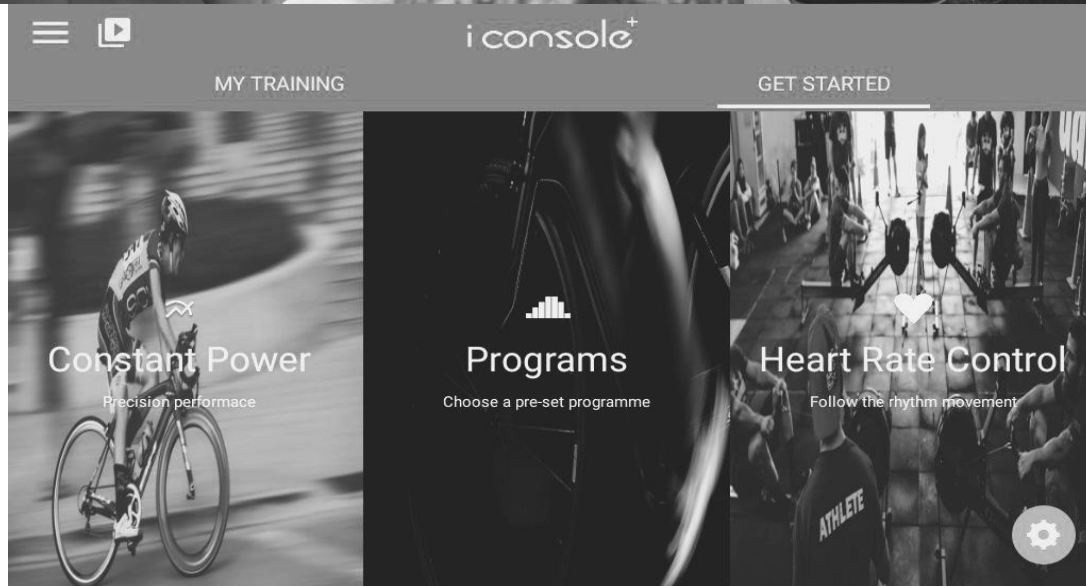 i console+
MY TRAINING
GET STARTED
Constant Power
Precision performace
Programs
Choose a pre-set programme
Heart Rate Control
Follow the rhythm movement
ATHLETE